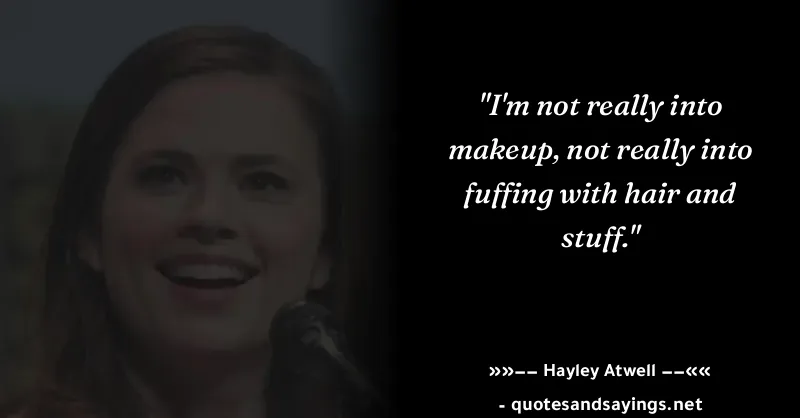 "I'm not really into
makeup, not really into
fuffing with hair and
stuff."
»»–– Hayley Atwell ––««
- quotesandsayings.net